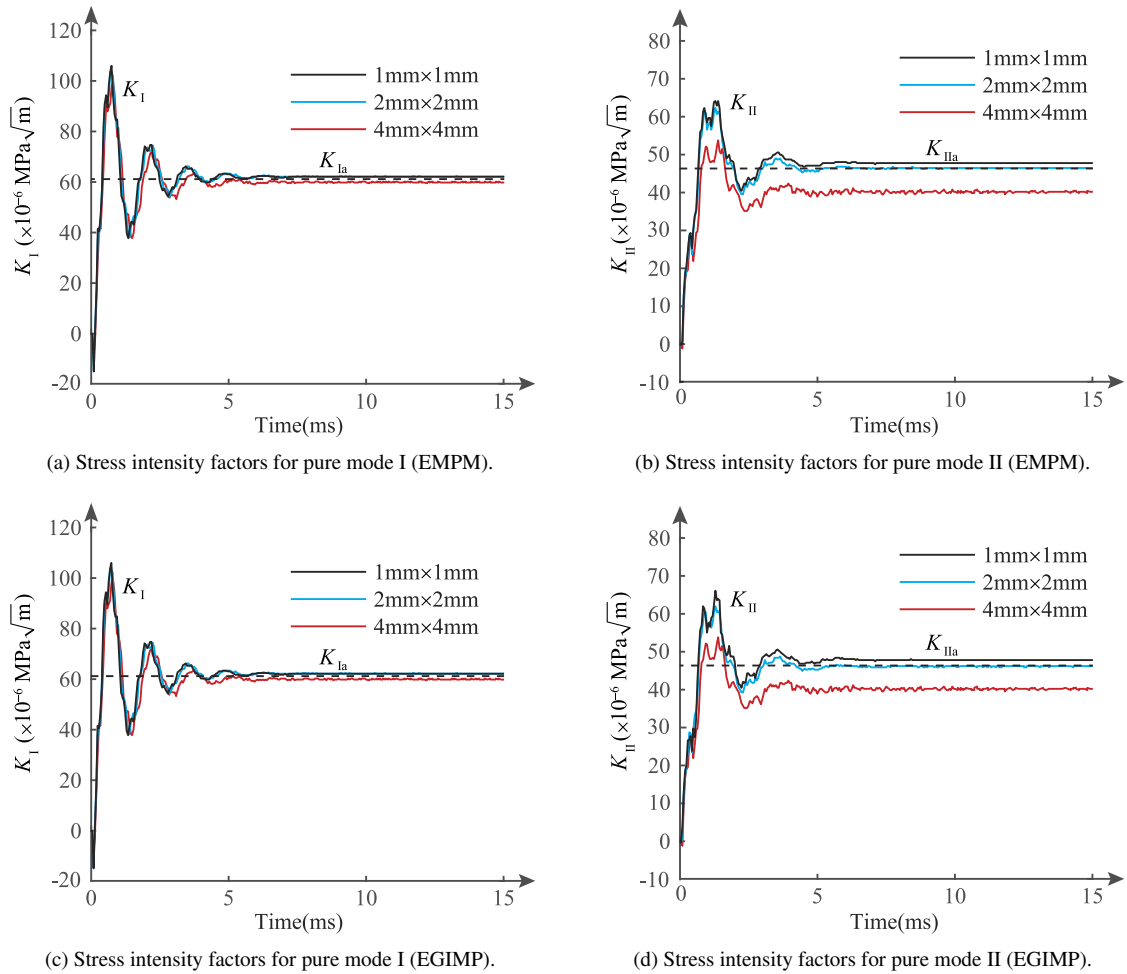 120
100
80
60
40
20
0
-20
K_I (×10⁻⁶ MPa√m)
K_I
K_Ia
1mm×1mm
2mm×2mm
4mm×4mm
0 5 10 15
Time(ms)
(a) Stress intensity factors for pure mode I (EMPM).
80
70
60
50
40
30
20
10
0
-10
K_II (×10⁻⁶ MPa√m)
K_II
K_IIa
1mm×1mm
2mm×2mm
4mm×4mm
0 5 10 15
Time(ms)
(b) Stress intensity factors for pure mode II (EMPM).
120
100
80
60
40
20
0
-20
K_I (×10⁻⁶ MPa√m)
K_I
K_Ia
1mm×1mm
2mm×2mm
4mm×4mm
0 5 10 15
Time(ms)
(c) Stress intensity factors for pure mode I (EGIMP).
80
70
60
50
40
30
20
10
0
-10
K_II (×10⁻⁶ MPa√m)
K_II
K_IIa
1mm×1mm
2mm×2mm
4mm×4mm
0 5 10 15
Time(ms)
(d) Stress intensity factors for pure mode II (EGIMP).